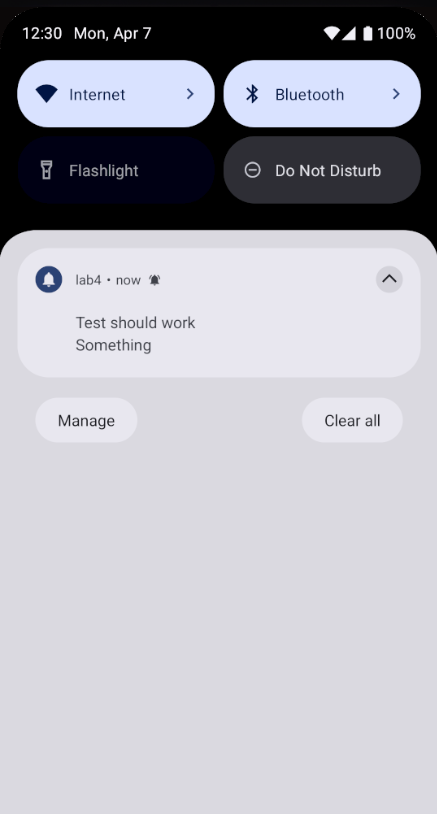 12:30 Mon, Apr 7 100%
Internet Bluetooth
Flashlight Do Not Disturb
lab4 • now
Test should work
Something
Manage Clear all